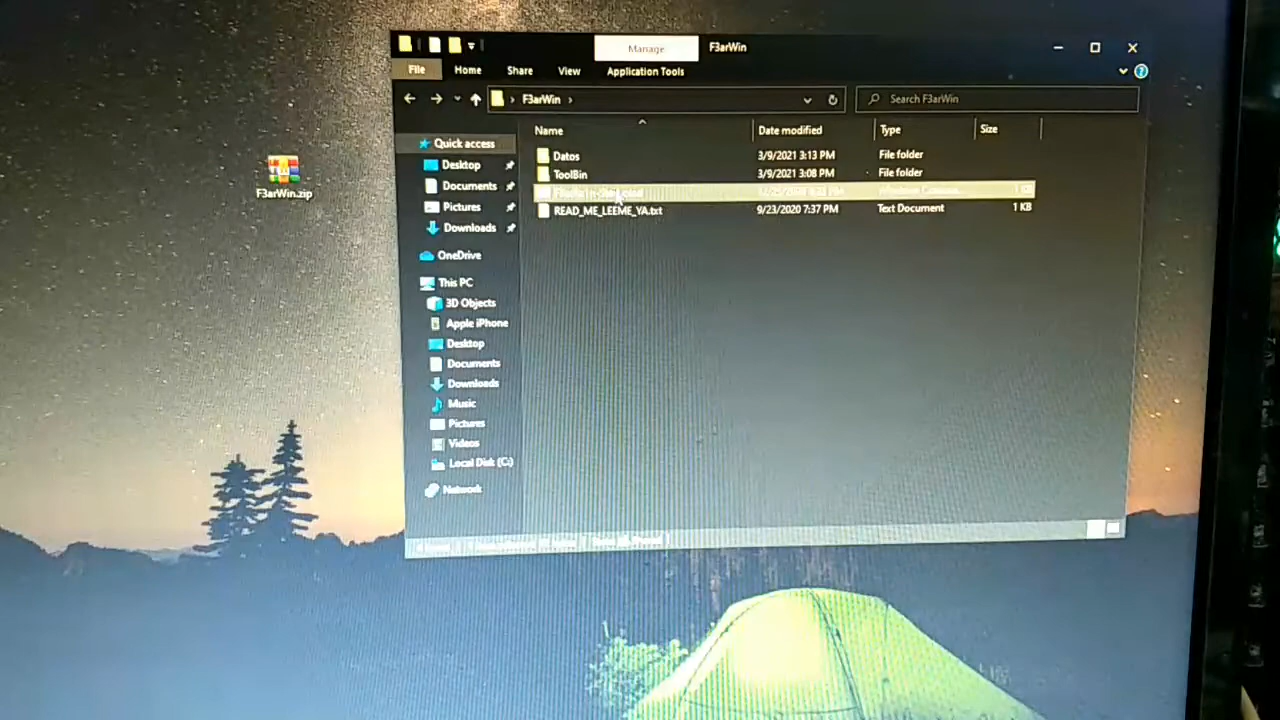 Manage
F3arWin
File
Home
Share
View
Application Tools
F3arWin
Search F3arWin
Name
Date modified
Type
Size
Quick access
Desktop
Documents
Pictures
Downloads
OneDrive
This PC
3D Objects
Apple iPhone
Desktop
Documents
Downloads
Music
Pictures
Videos
Local Disk (C:)
Network
Datos 3/9/2021 3:13 PM File folder
ToolBin 3/9/2021 3:08 PM File folder
READ_ME_LEEME_YA.txt 9/23/2020 7:37 PM Text Document 1 KB
F3arWin.zip